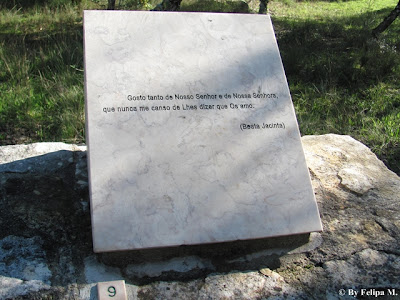 Gosto tanto de Nosso Senhor e de Nossa Senhora,
que nunca me canso de Lhes dizer que Os amo.
(Beata Jacinta)
9
© By Felipa M.